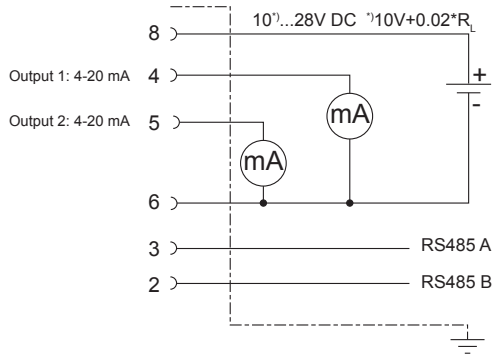 8 10*)...28V DC *)10V+0.02*RL
Output 1: 4-20 mA 4
+
mA
-
Output 2: 4-20 mA 5
mA
6
3 RS485 A
2 RS485 B